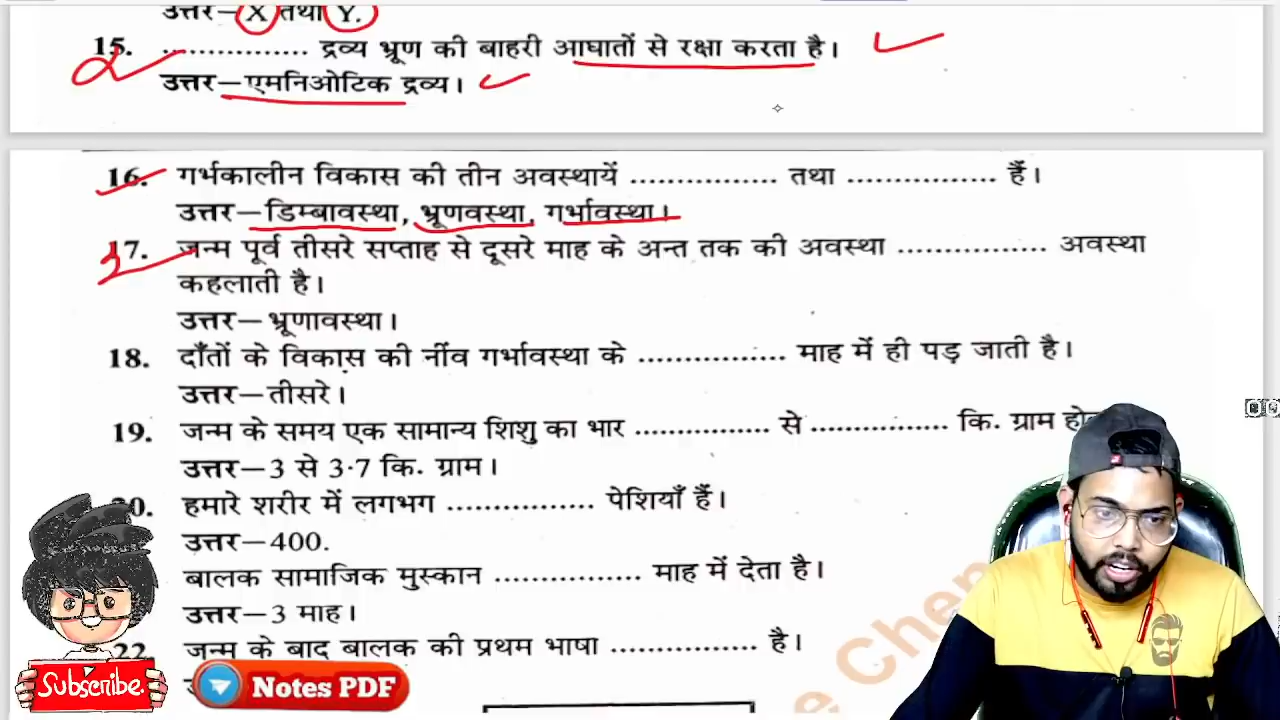 उत्तर–X तथा Y.
15. ................ द्रव्य भ्रूण की बाहरी आघातों से रक्षा करता है।
उत्तर–एमनिओटिक द्रव्य।
16. गर्भकालीन विकास की तीन अवस्थायें ................ तथा ................ हैं।
उत्तर–डिम्बावस्था, भ्रूणवस्था, गर्भावस्था।
17. जन्म पूर्व तीसरे सप्ताह से दूसरे माह के अन्त तक की अवस्था ................ अवस्था
कहलाती है।
उत्तर–भ्रूणावस्था।
18. दाँतों के विकास की नींव गर्भावस्था के ................ माह में ही पड़ जाती है।
उत्तर–तीसरे।
19. जन्म के समय एक सामान्य शिशु का भार ................ से ................ कि. ग्राम
उत्तर–3 से 3·7 कि. ग्राम।
हमारे शरीर में लगभग ................ पेशियाँ हैं।
उत्तर–400.
बालक सामाजिक मुस्कान ................ माह में देता है।
उत्तर–3 माह।
22 जन्म के बाद बालक की प्रथम भाषा ................ है।
Subscribe.
Notes PDF